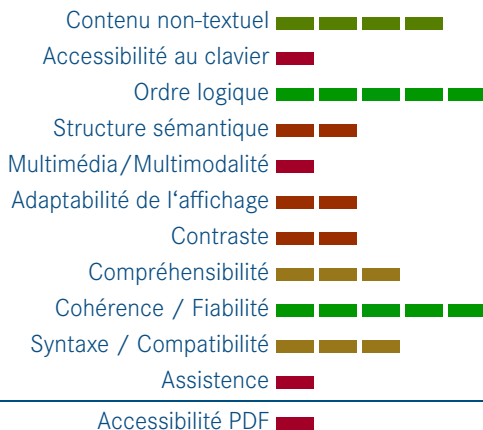 Contenu non-textuel
Accessibilité au clavier
Ordre logique
Structure sémantique
Multimédia/Multimodalité
Adaptabilité de l‘affichage
Contraste
Compréhensibilité
Cohérence / Fiabilité
Syntaxe / Compatibilité
Assistence
Accessibilité PDF